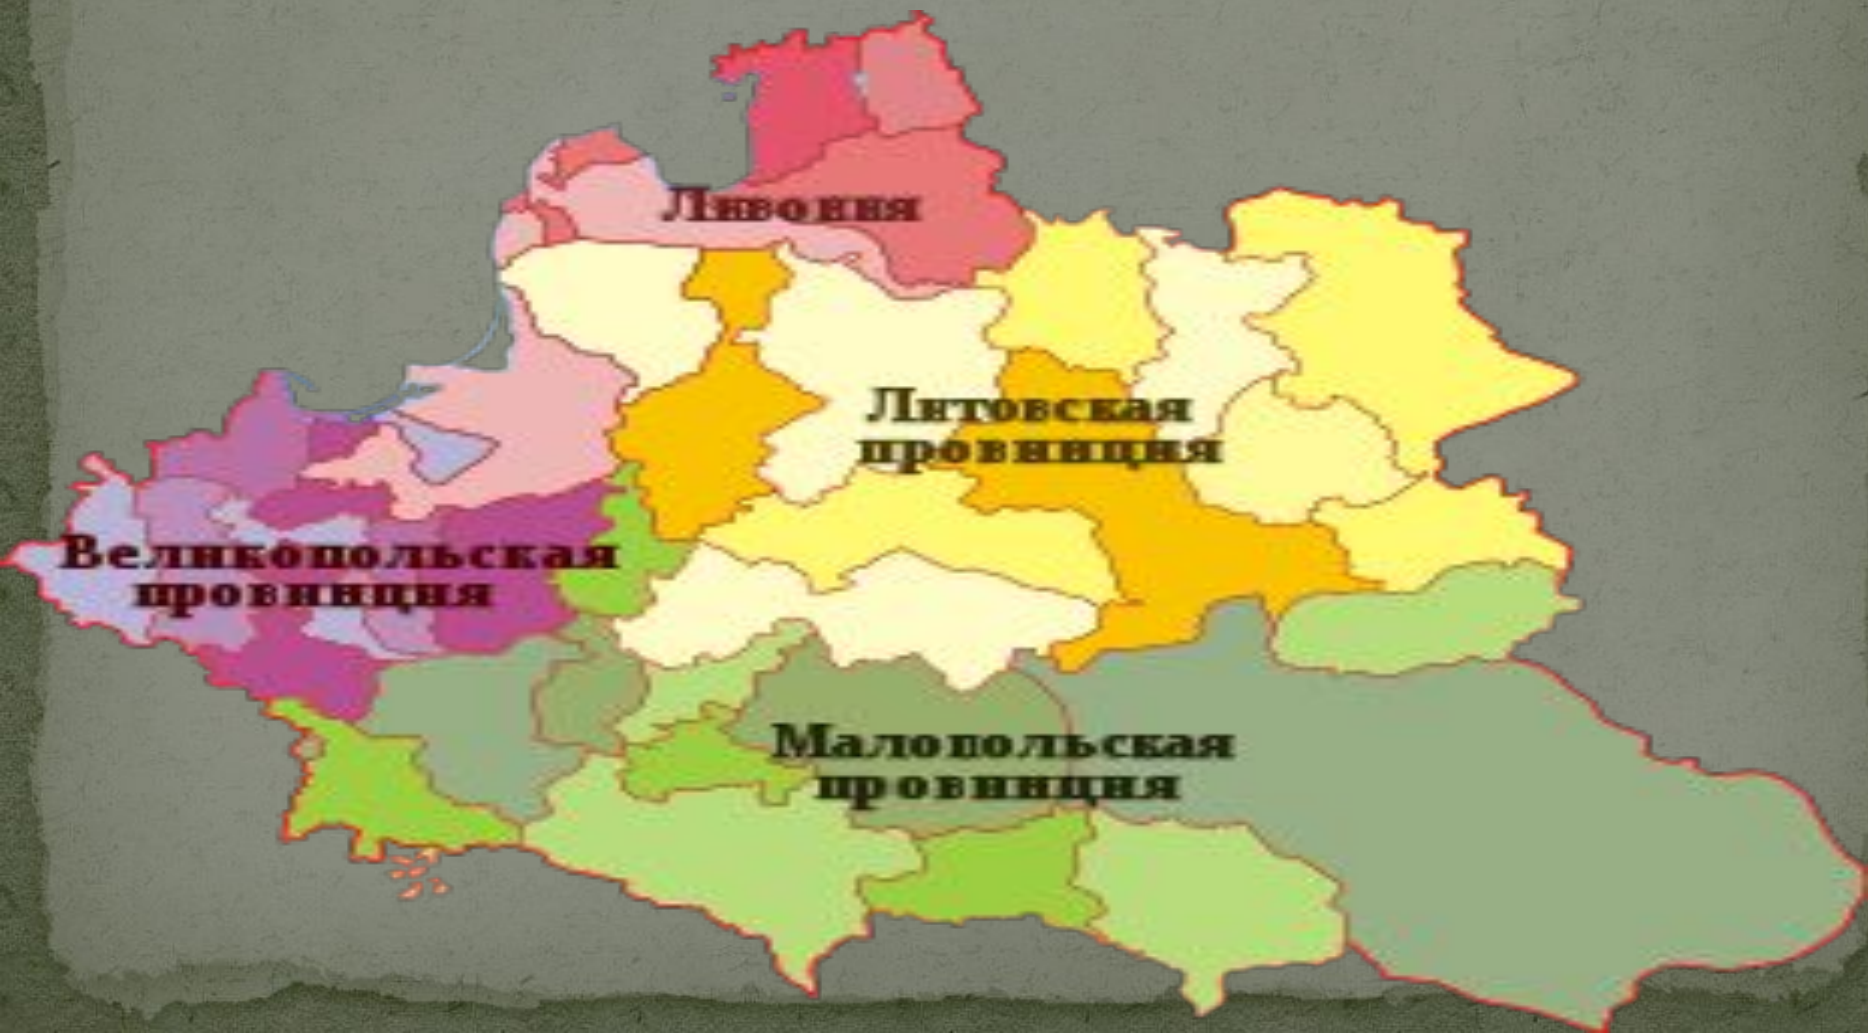 Ливония
Литовская
провинция
Великопольская
провинция
Малопольская
провинция